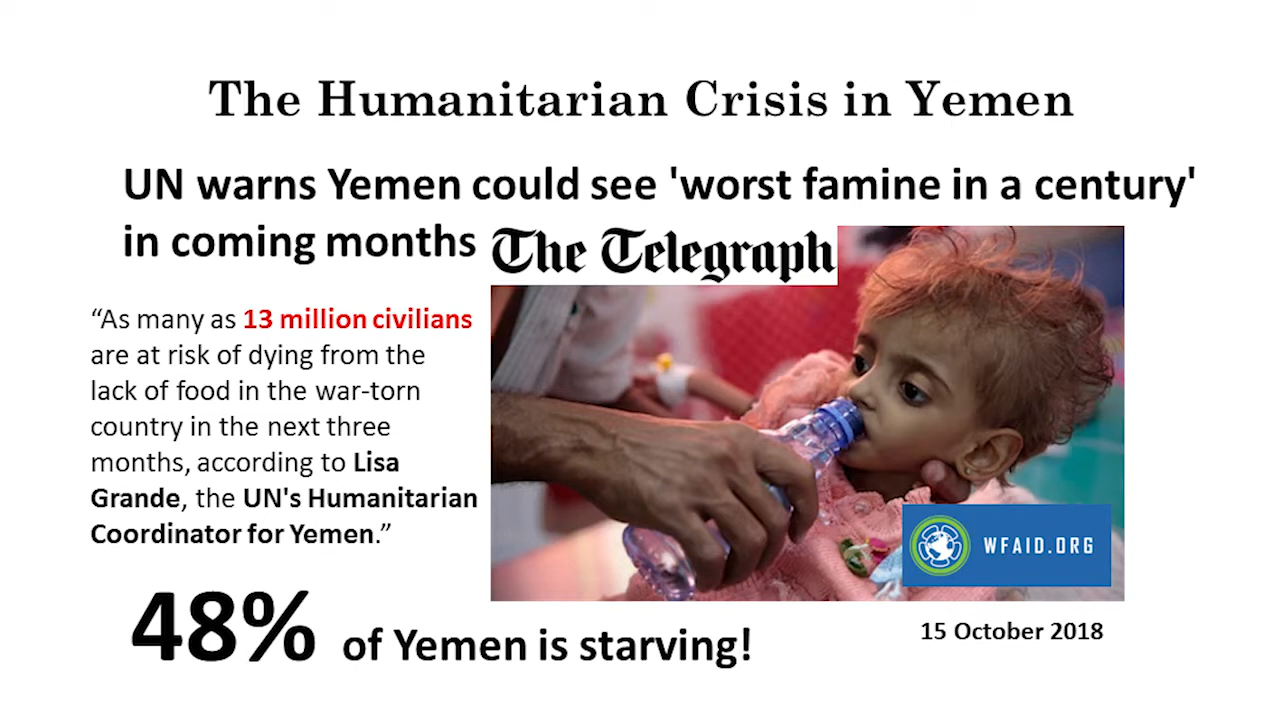 The Humanitarian Crisis in Yemen
UN warns Yemen could see 'worst famine in a century'
in coming months The Telegraph
“As many as 13 million civilians
are at risk of dying from the
lack of food in the war-torn
country in the next three
months, according to Lisa
Grande, the UN's Humanitarian
Coordinator for Yemen.”
WFAID.ORG
48% of Yemen is starving!
15 October 2018